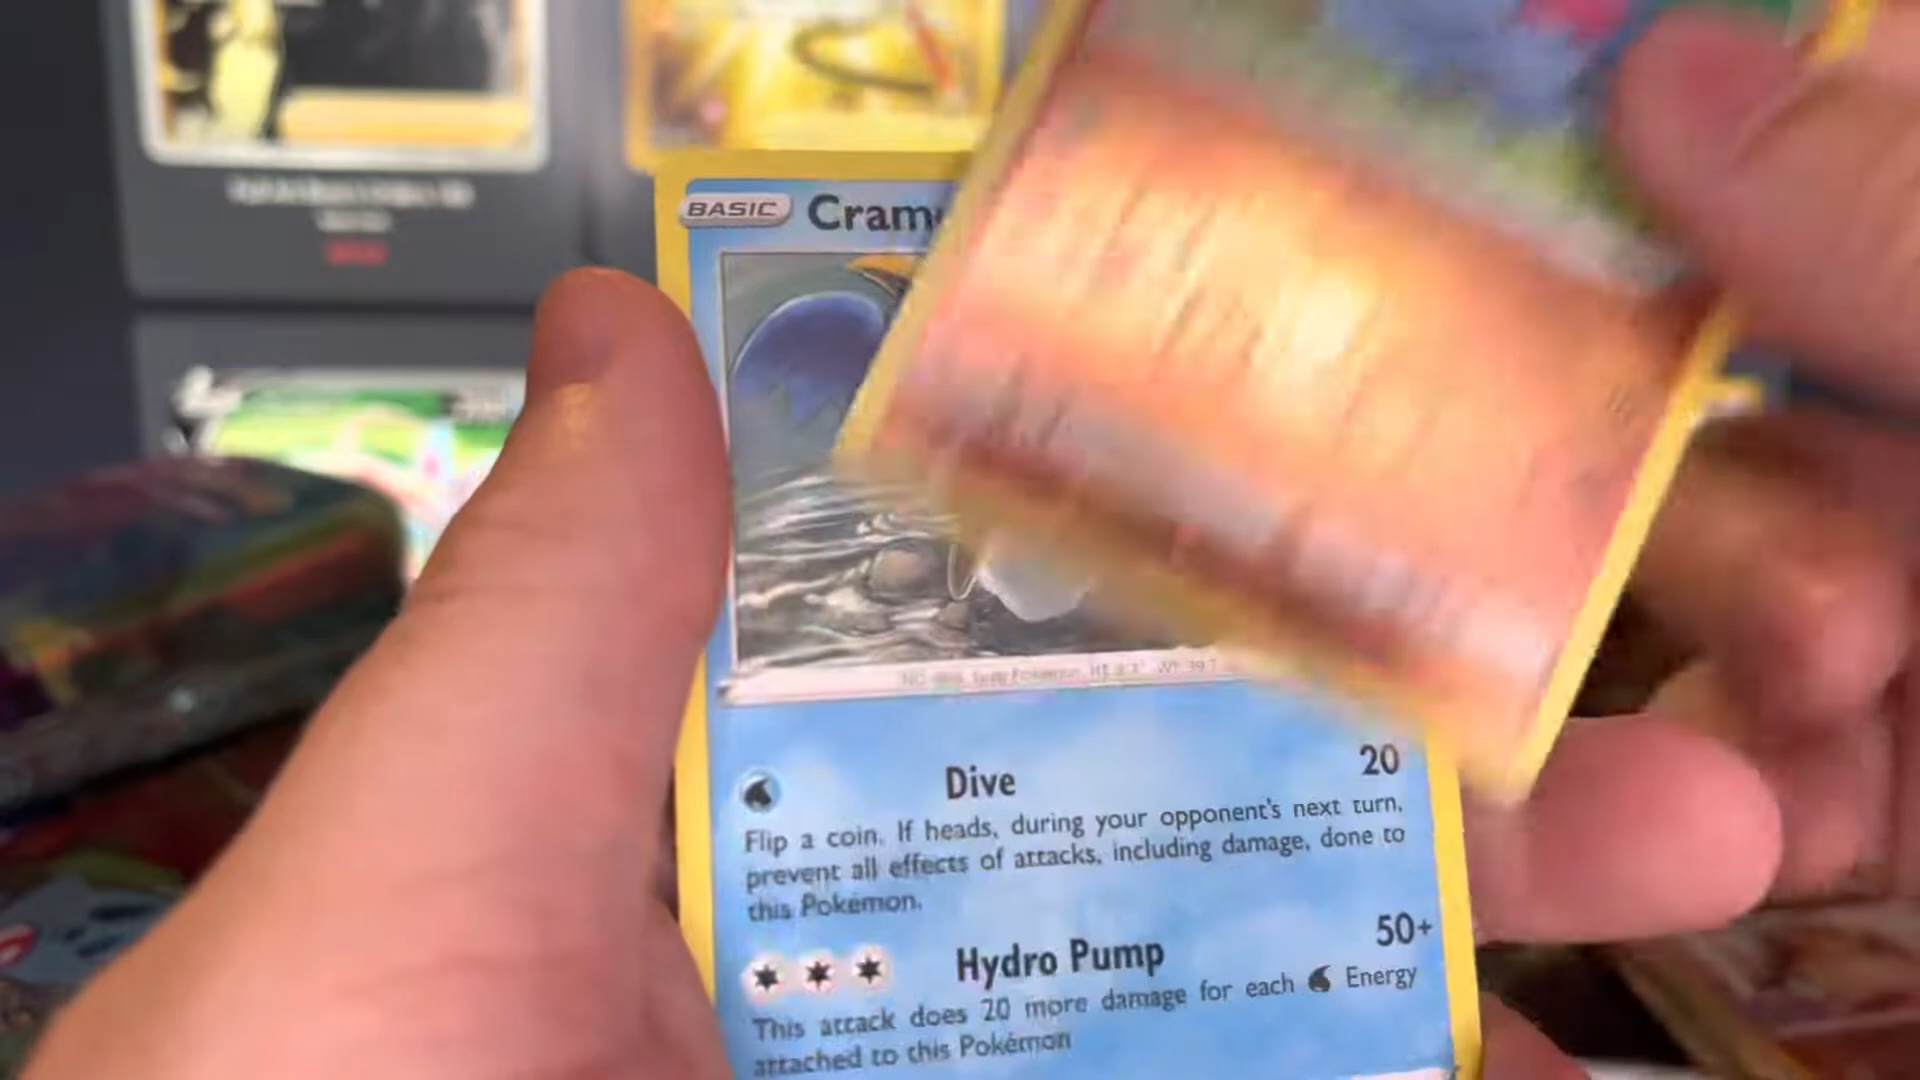 BASIC Cram
Dive 20
Flip a coin. If heads, during your opponent's next turn,
prevent all effects of attacks, including damage, done to
this Pokémon.
Hydro Pump 50+
This attack does 20 more damage for each Energy
attached to this Pokémon